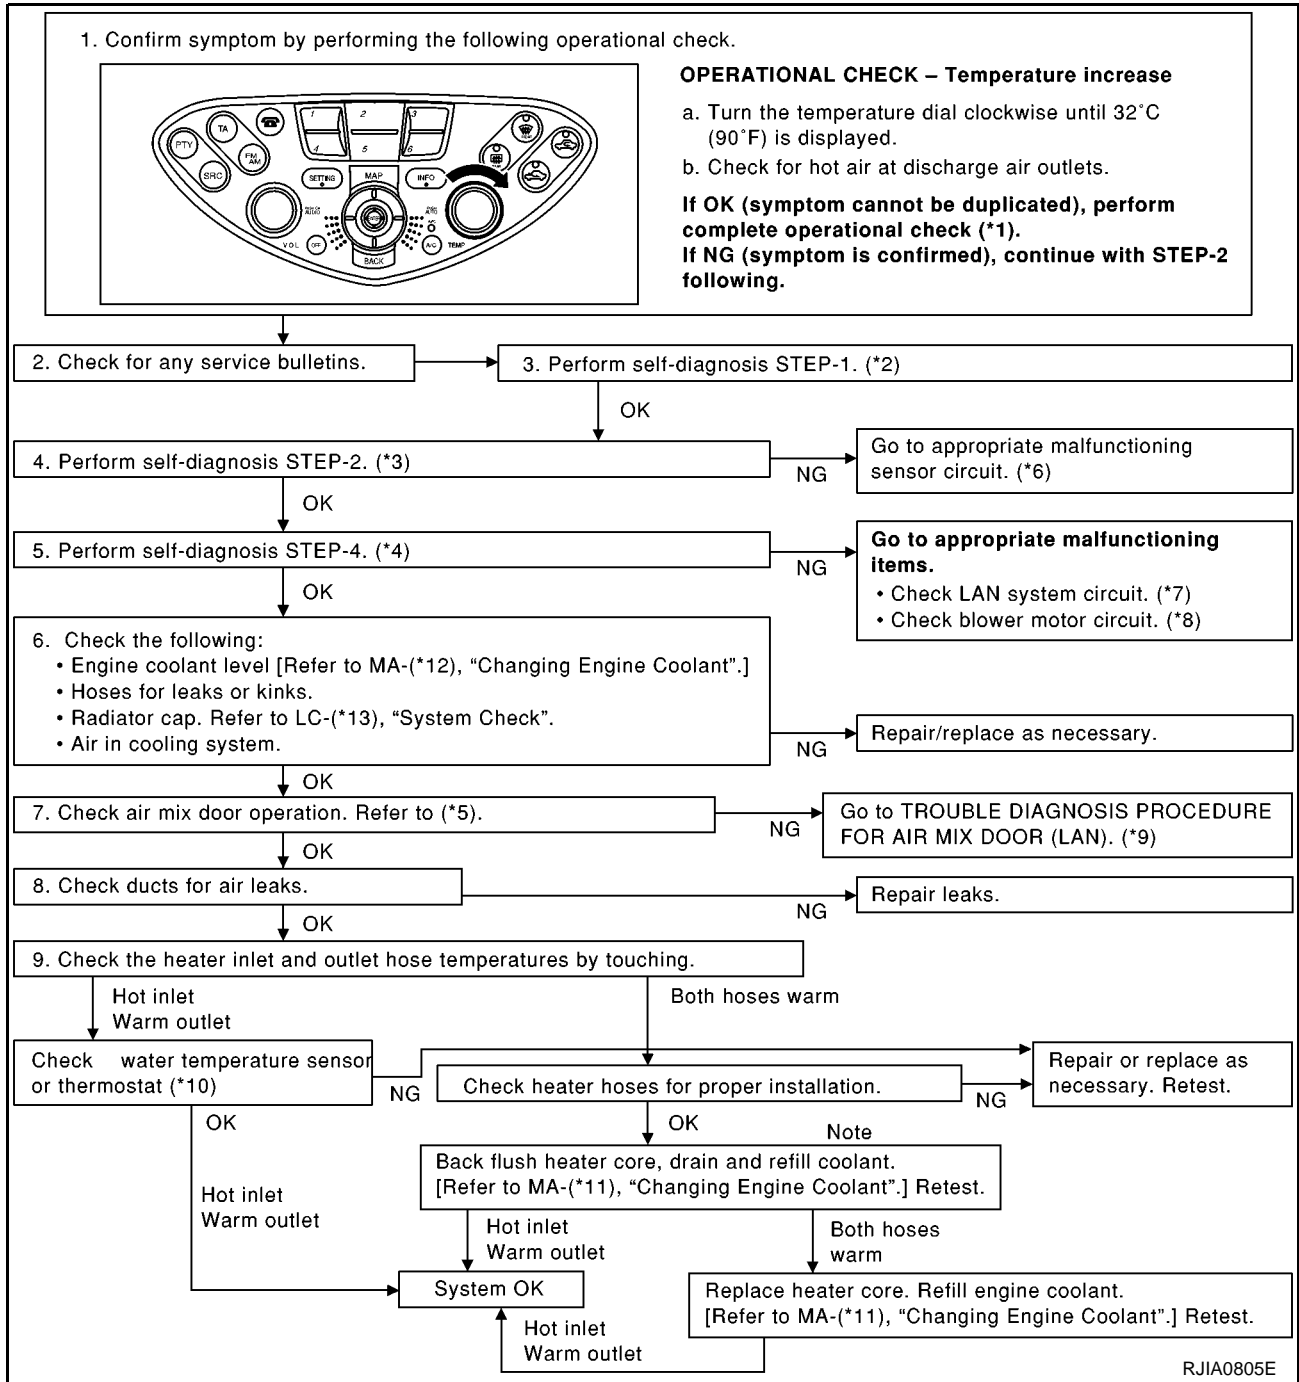 1. Confirm symptom by performing the following operational check.
1
2
3
4
5
6
TA
PTY
FM
AM
SRC
SETTING
MAP
INFO
VOL
OFF
ENTER
A/C
TEMP
BACK
OPERATIONAL CHECK – Temperature increase
a. Turn the temperature dial clockwise until 32˚C
(90˚F) is displayed.
b. Check for hot air at discharge air outlets.
If OK (symptom cannot be duplicated), perform
complete operational check (*1).
If NG (symptom is confirmed), continue with STEP-2
following.
2. Check for any service bulletins.
3. Perform self-diagnosis STEP-1. (*2)
OK
4. Perform self-diagnosis STEP-2. (*3)
NG
Go to appropriate malfunctioning
sensor circuit. (*6)
OK
5. Perform self-diagnosis STEP-4. (*4)
NG
Go to appropriate malfunctioning
items.
• Check LAN system circuit. (*7)
• Check blower motor circuit. (*8)
OK
6. Check the following:
• Engine coolant level [Refer to MA-(*12), “Changing Engine Coolant”.]
• Hoses for leaks or kinks.
• Radiator cap. Refer to LC-(*13), “System Check”.
• Air in cooling system.
NG
Repair/replace as necessary.
OK
7. Check air mix door operation. Refer to (*5).
NG
Go to TROUBLE DIAGNOSIS PROCEDURE
FOR AIR MIX DOOR (LAN). (*9)
OK
8. Check ducts for air leaks.
NG
Repair leaks.
OK
9. Check the heater inlet and outlet hose temperatures by touching.
Hot inlet
Warm outlet
Both hoses warm
Check water temperature sensor
or thermostat (*10)
NG
Check heater hoses for proper installation.
NG
Repair or replace as
necessary. Retest.
OK
OK
Note
Back flush heater core, drain and refill coolant.
[Refer to MA-(*11), “Changing Engine Coolant”.] Retest.
Hot inlet
Warm outlet
Hot inlet
Warm outlet
Both hoses
warm
System OK
Replace heater core. Refill engine coolant.
[Refer to MA-(*11), “Changing Engine Coolant”.] Retest.
Hot inlet
Warm outlet
RJIA0805E